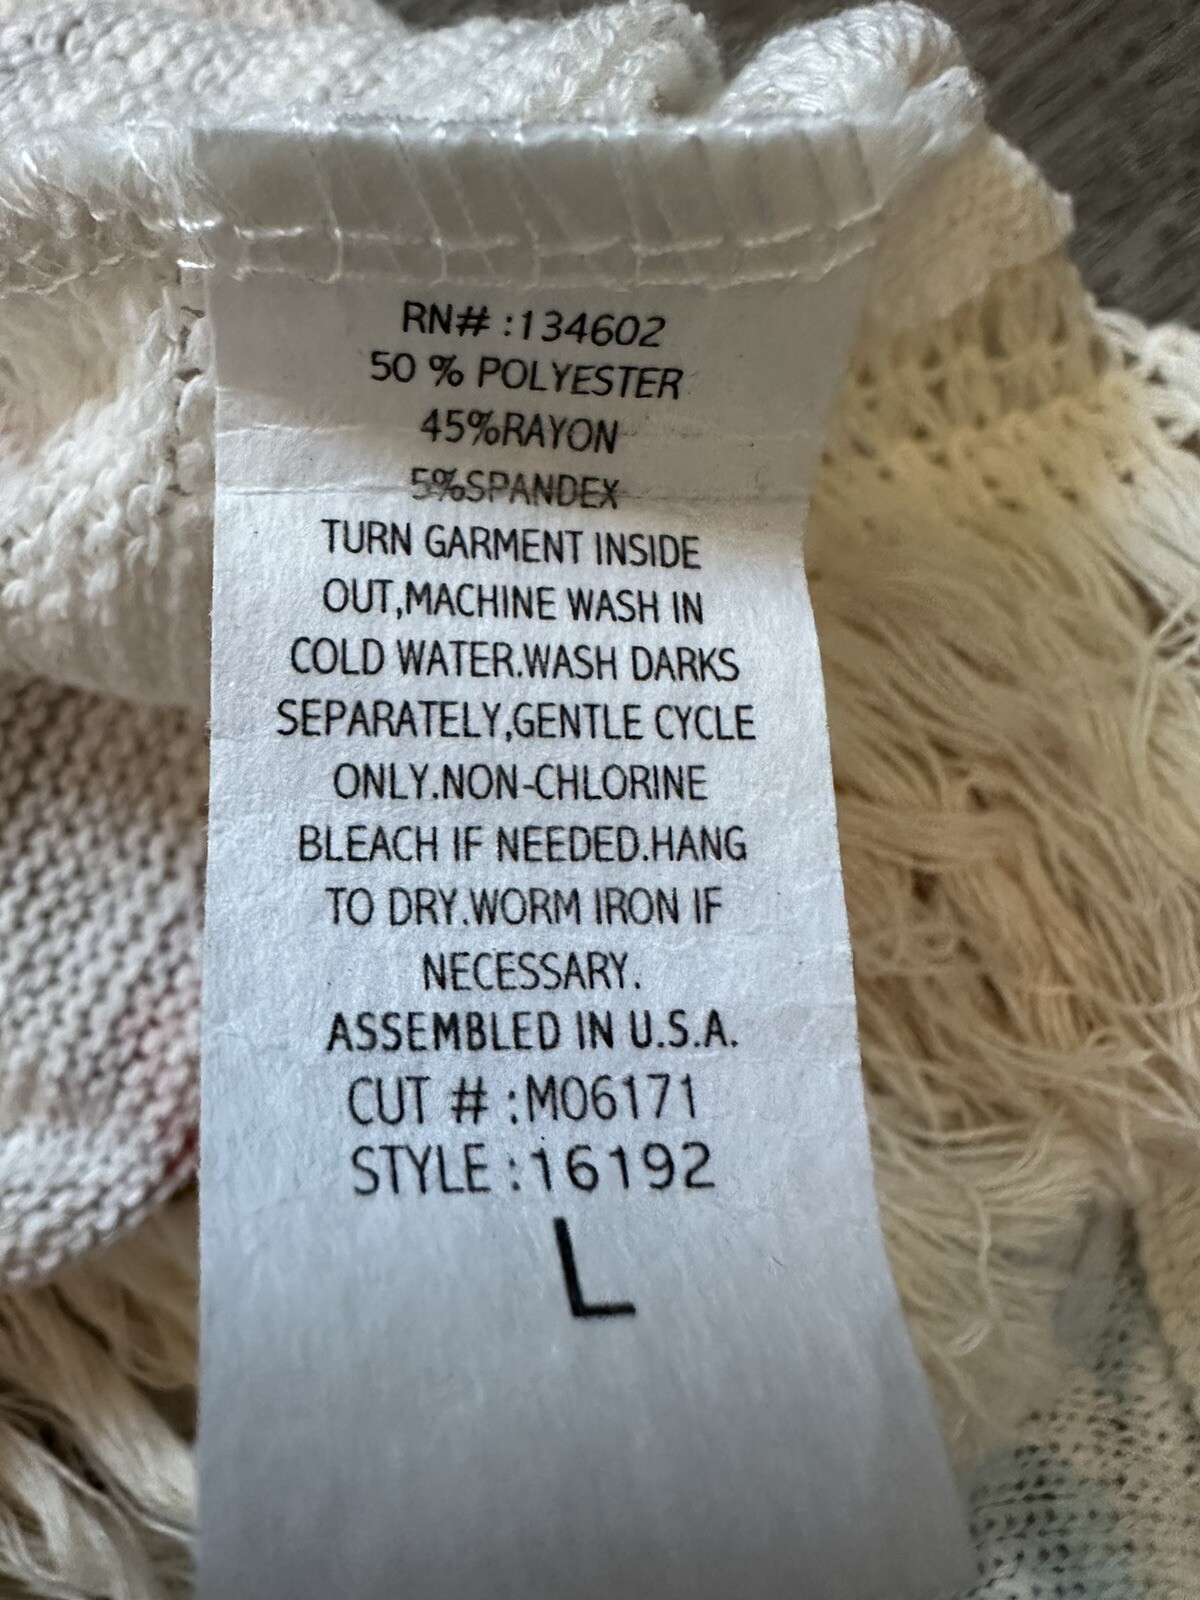 RN# :134602
50 % POLYESTER
45%RAYON
5%SPANDEX
TURN GARMENT INSIDE
OUT,MACHINE WASH IN
COLD WATER.WASH DARKS
SEPARATELY,GENTLE CYCLE
ONLY.NON-CHLORINE
BLEACH IF NEEDED.HANG
TO DRY.WORM IRON IF
NECESSARY.
ASSEMBLED IN U.S.A.
CUT # :M06171
STYLE :16192
L